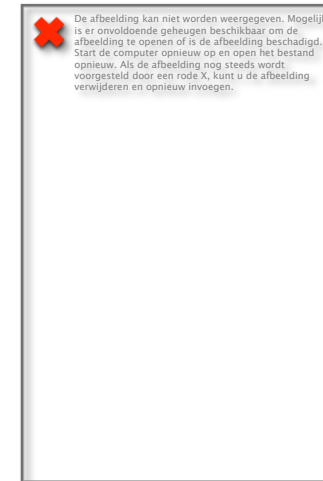 De afbeelding kan niet worden weergegeven. Mogelijk
is er onvoldoende geheugen beschikbaar om de
afbeelding te openen of is de afbeelding beschadigd.
Start de computer opnieuw op en open het bestand
opnieuw. Als de afbeelding nog steeds wordt
voorgesteld door een rode X, kunt u de afbeelding
verwijderen en opnieuw invoegen.